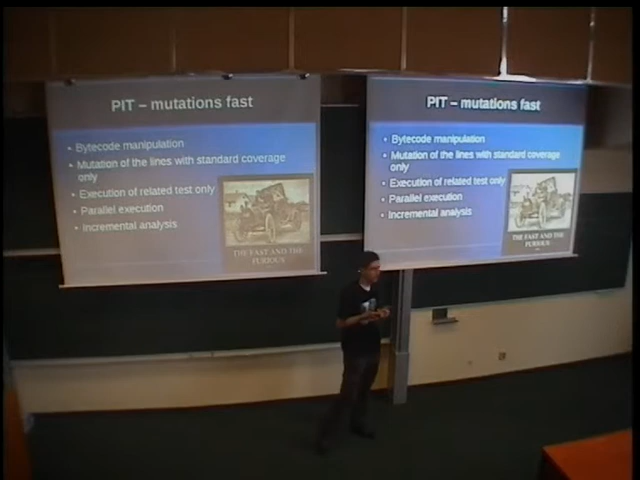 PIT – mutations fast
• Bytecode manipulation
• Mutation of the lines with standard coverage
only
• Execution of related test only
• Parallel execution
• Incremental analysis
THE FAST AND THE
FURIOUS
PIT – mutations fast
• Bytecode manipulation
• Mutation of the lines with standard coverage
only
• Execution of related test only
• Parallel execution
• Incremental analysis
THE FAST AND THE
FURIOUS